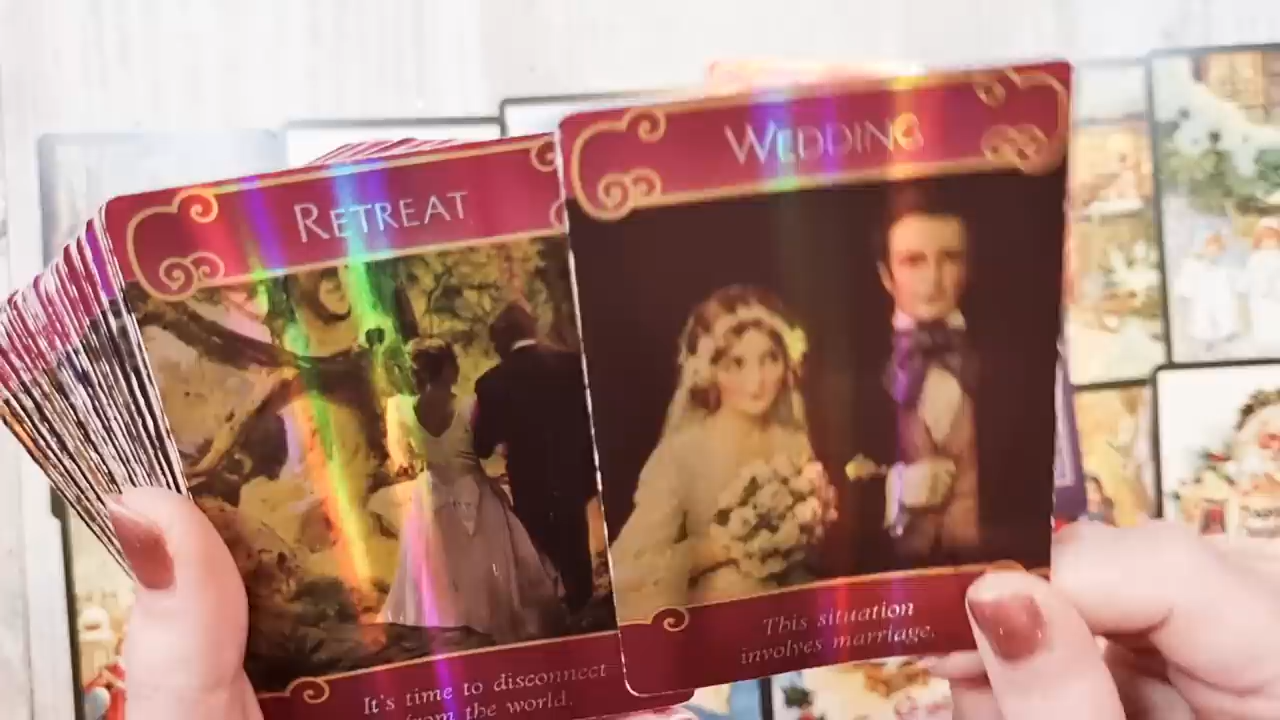 RETREAT
It's time to disconnect
from the world.
WEDDING
This situation
involves marriage.